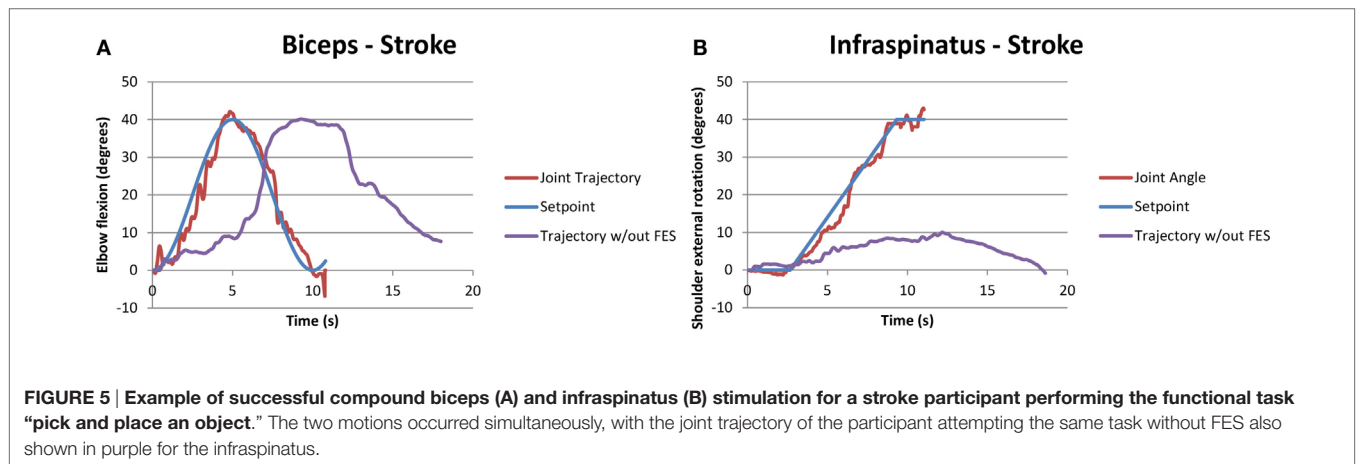 A
Biceps - Stroke
Elbow flexion (degrees)
50
40
30
20
10
0
-10
0 5 10 15 20
Time (s)
Joint Trajectory
Setpoint
Trajectory w/out FES
B
Infraspinatus - Stroke
Shoulder external rotation (degrees)
50
40
30
20
10
0
-10
0 5 10 15 20
Time (s)
Joint Angle
Setpoint
Trajectory w/out FES
FIGURE 5 | Example of successful compound biceps (A) and infraspinatus (B) stimulation for a stroke participant performing the functional task
“pick and place an object.” The two motions occurred simultaneously, with the joint trajectory of the participant attempting the same task without FES also
shown in purple for the infraspinatus.